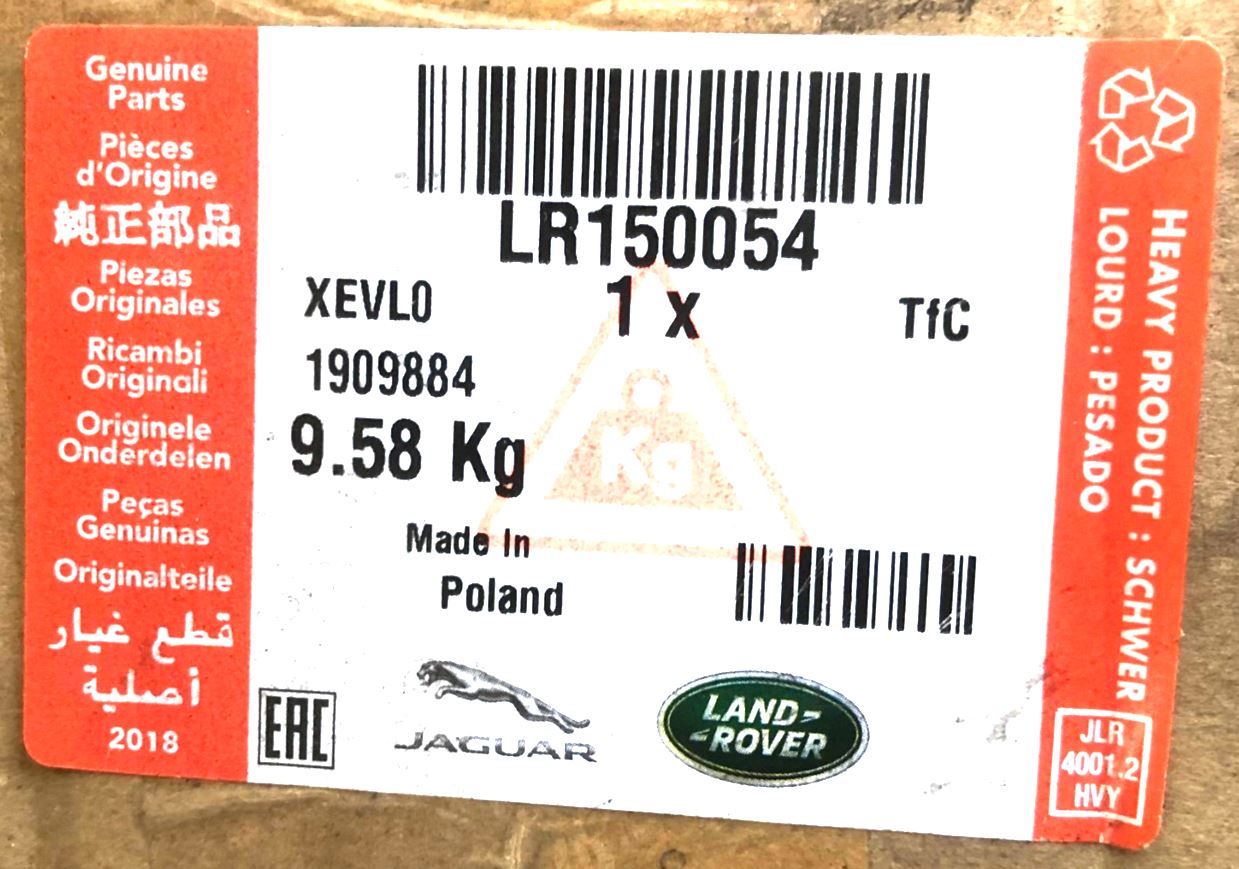 Genuine
Parts
Pièces
d'Origine
純正部品
Piezas
Originales
Ricambi
Originali
Originele
Onderdelen
Peças
Genuinas
Originalteile
قطع غيار
أصلية
2018
LR150054
XEVL0
1 x
TfC
1909884
9.58 Kg
Kg
Made In
Poland
EAC
JAGUAR
LAND-
-ROVER
HEAVY PRODUCT : SCHWER
LOURD : PESADO
JLR
4001.2
HVY